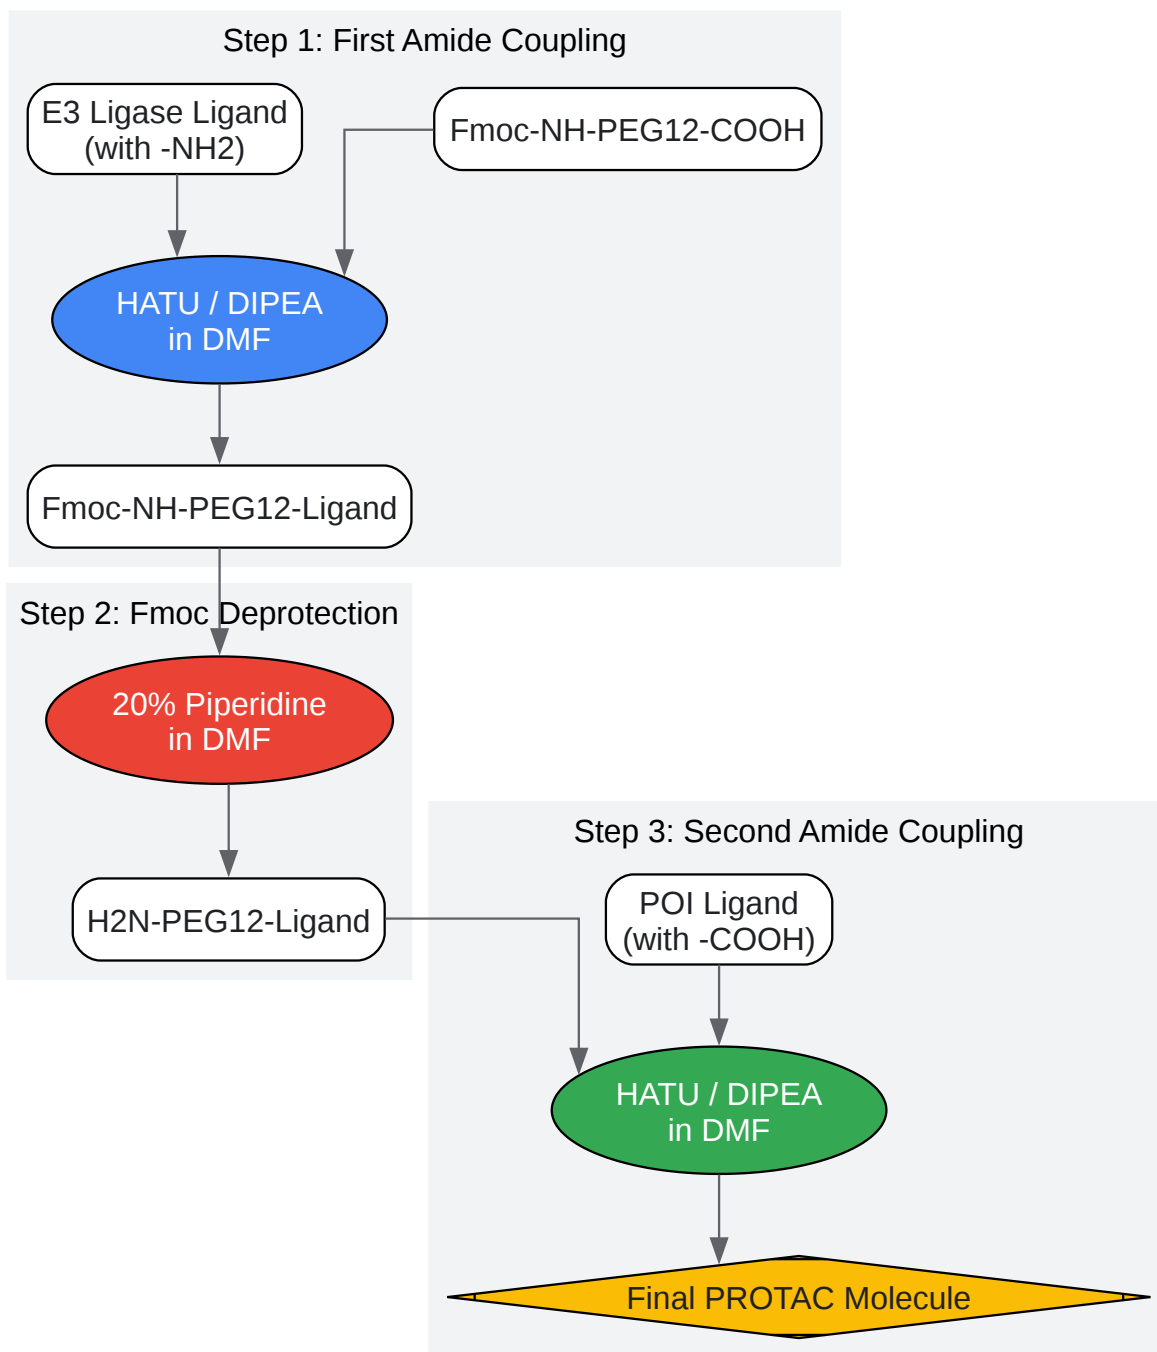 Step 1: First Amide Coupling
E3 Ligase Ligand
(with -NH2)
Fmoc-NH-PEG12-COOH
HATU / DIPEA
in DMF
Fmoc-NH-PEG12-Ligand
Step 2: Fmoc Deprotection
20% Piperidine
in DMF
H2N-PEG12-Ligand
Step 3: Second Amide Coupling
POI Ligand
(with -COOH)
HATU / DIPEA
in DMF
Final PROTAC Molecule